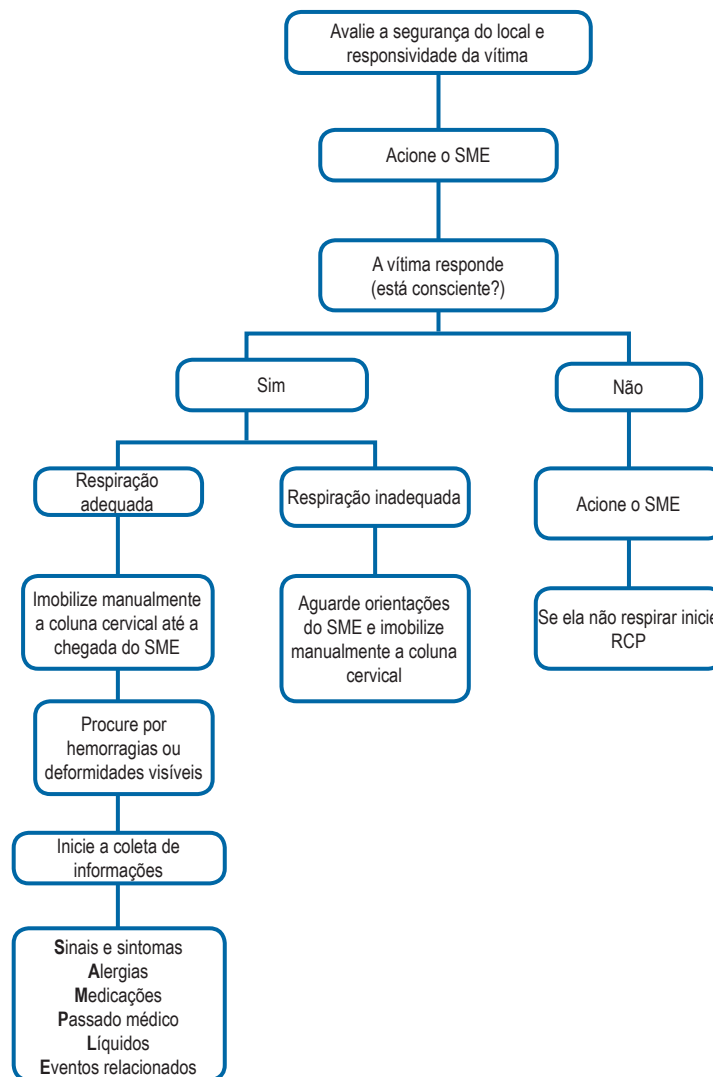 Avalie a segurança do local e
responsividade da vítima
Acione o SME
A vítima responde
(está consciente?)
Sim
Não
Respiração
adequada
Respiração inadequada
Acione o SME
Imobilize manualmente
a coluna cervical até a
chegada do SME
Aguarde orientações
do SME e imobilize
manualmente a coluna
cervical
Se ela não respirar inicie
RCP
Procure por
hemorragias ou
deformidades visíveis
Inicie a coleta de
informações
Sinais e sintomas
Alergias
Medicações
Passado médico
Líquidos
Eventos relacionados